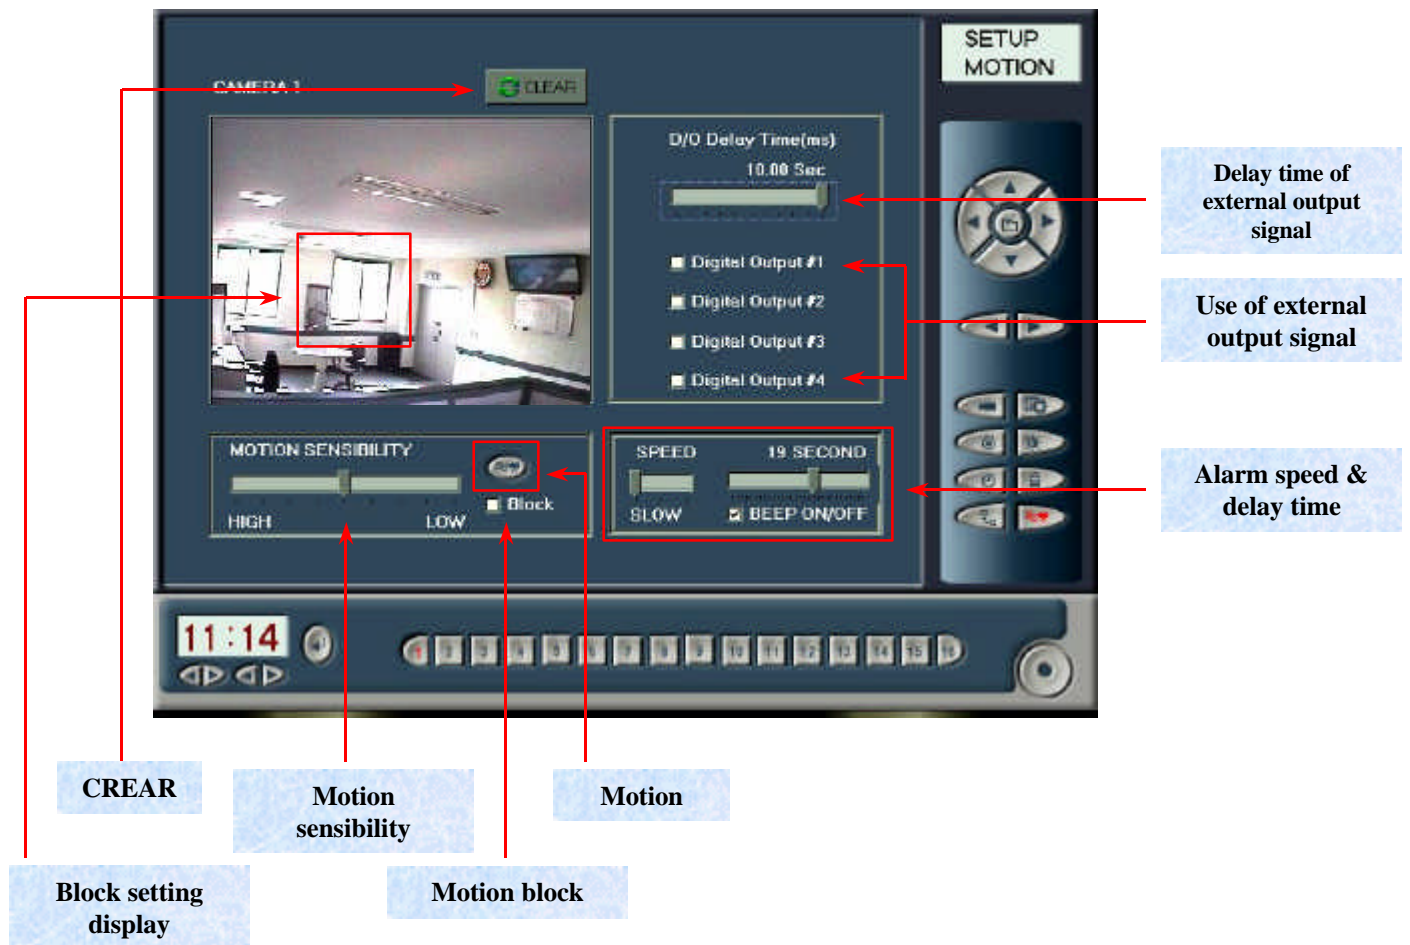 SETUP
MOTION
CAMERA 1
CLEAR
D/O Delay Time(ms)
10.00 Sec
Digital Output #1
Digital Output #2
Digital Output #3
Digital Output #4
MOTION SENSIBILITY
HIGH
LOW
Block
SPEED
19 SECOND
SLOW
BEEP ON/OFF
11:14
1 2 3 4 5 6 7 8 9 10 11 12 13 14 15 16
Delay time of
external output
signal
Use of external
output signal
Alarm speed &
delay time
CREAR
Motion
sensibility
Motion
Block setting
display
Motion block